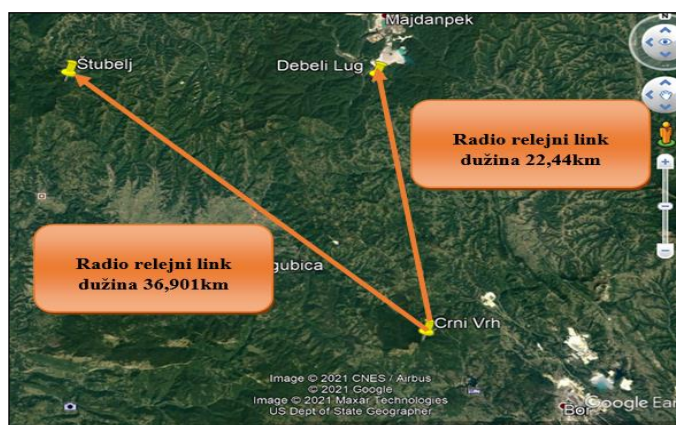 N
Majdanpek
Štubelj
Debeli Lug
Radio relejni link
dužina 22,44km
Radio relejni link
dužina 36,901km
gubica
Crni Vrh
Image © 2021 CNES / Airbus
© 2021 Google
Image © 2021 Maxar Technologies
US Dept of State Geographer
Bor
Google Ear